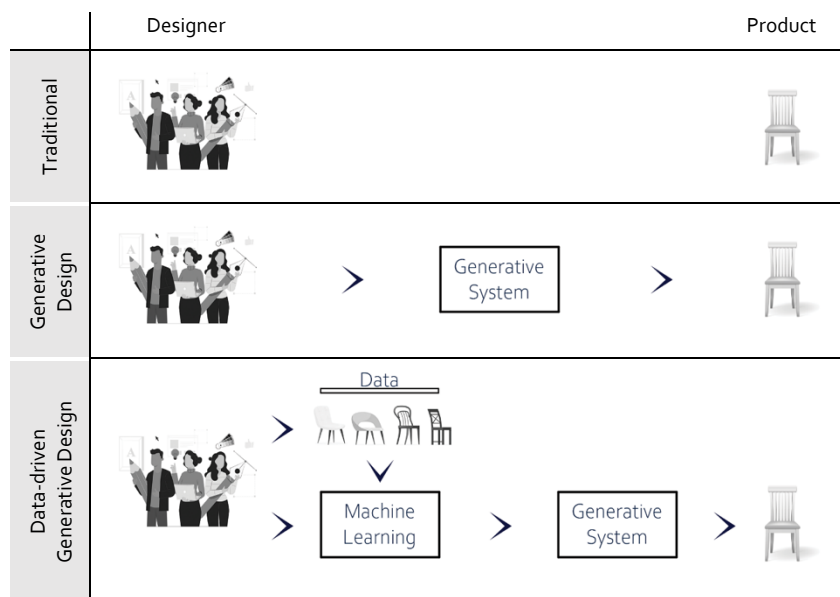 Designer
Product
Traditional
Generative
Design
Generative
System
Data-driven
Generative Design
Data
Machine
Learning
Generative
System